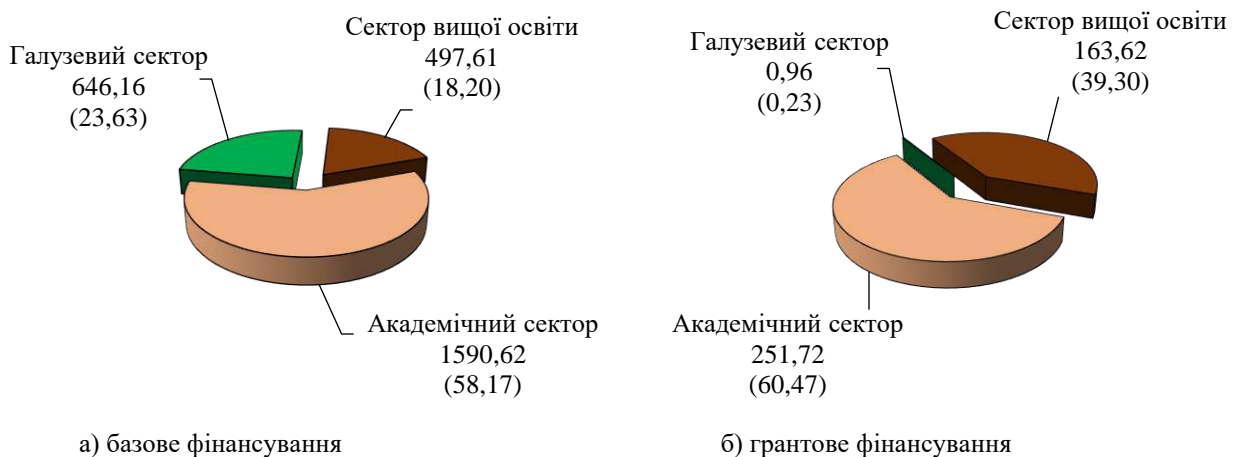 Галузевий сектор
646,16
(23,63)
Сектор вищої освіти
497,61
(18,20)
Академічний сектор
1590,62
(58,17)
а) базове фінансування
Галузевий сектор
0,96
(0,23)
Сектор вищої освіти
163,62
(39,30)
Академічний сектор
251,72
(60,47)
б) грантове фінансування